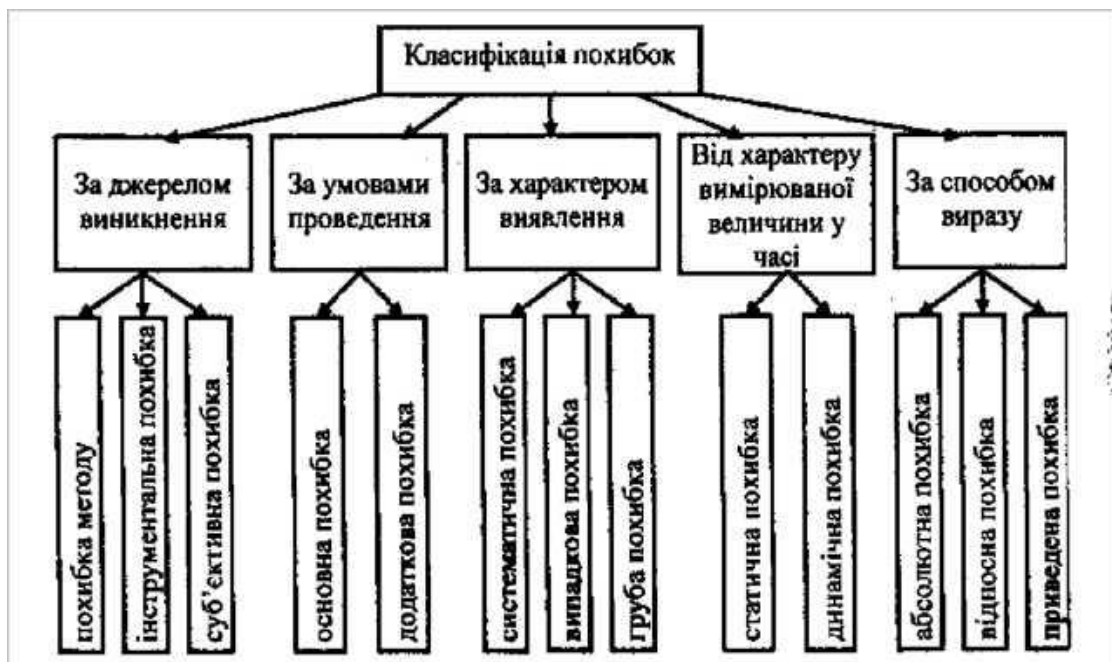 Класифікація похибок
За джерелом
виникнення
За умовами
проведення
За характером
виявлення
Від характеру
вимірюваної
величини у
часі
За способом
виразу
похибка методу
інструментальна похибка
суб’єктивна похибка
основна похибка
додаткова похибка
систематична похибка
випадкова похибка
груба похибка
статична похибка
динамічна похибка
абсолютна похибка
відносна похибка
приведена похибка